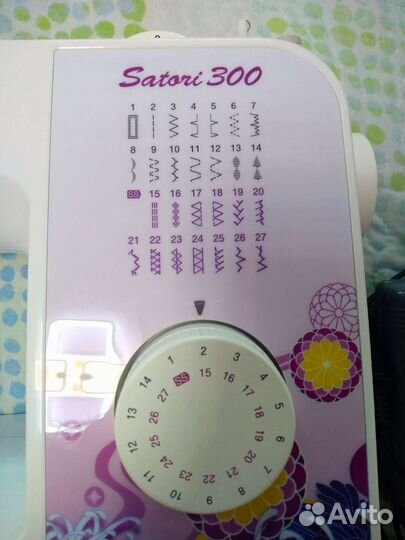 Satori 300
1 2 3 4 5 6 7
8 9 10 11 12 13 14
SS 15 16 17 18 19 20
21 22 23 24 25 26 27
1 2 3 4 5 6 7 8 9 10 11 12 13 14
SS 15 16 17 18 19 20 21 22 23 24 25 26 27
Avito